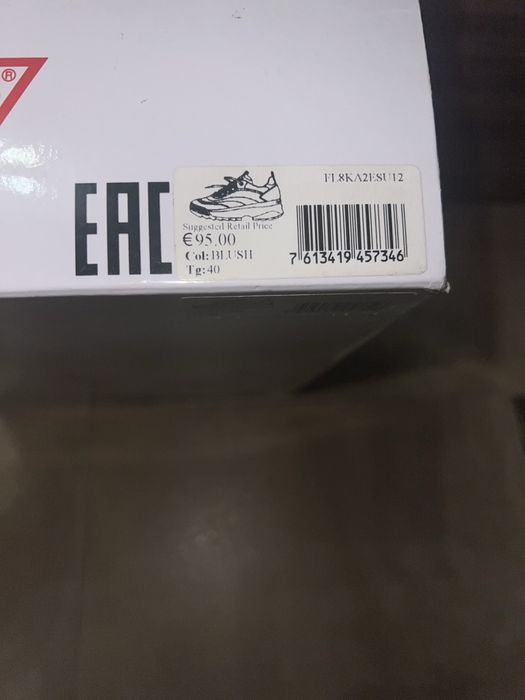 ®
EAC
FL8KA2ESU12
Suggested Retail Price
€95.00
Col: BLUSH
Tg: 40
7 613419 457346